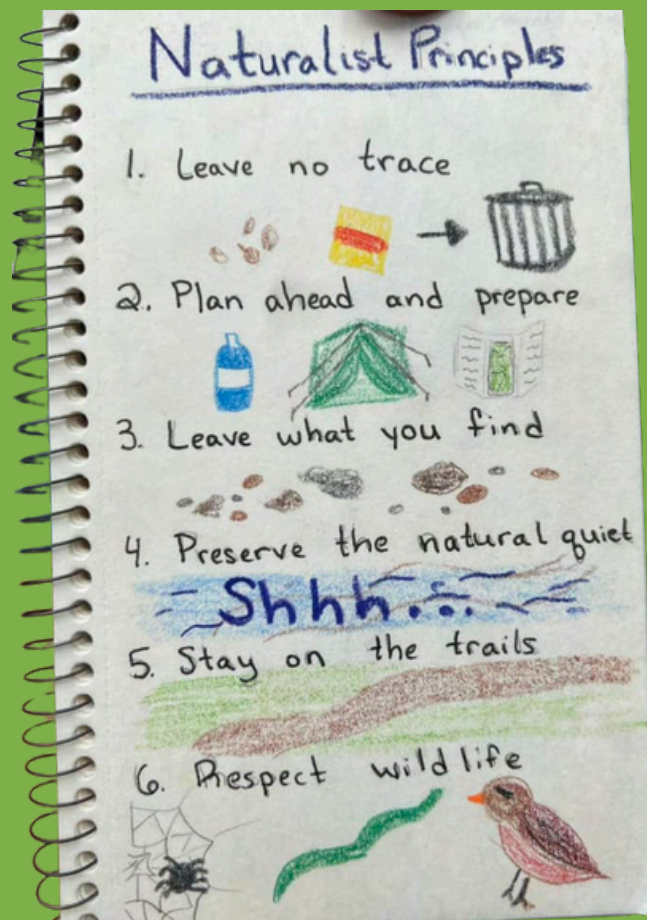 Naturalist Principles
1. Leave no trace
2. Plan ahead and prepare
3. Leave what you find
4. Preserve the natural quiet
Shhh...
5. Stay on the trails
6. Respect wildlife